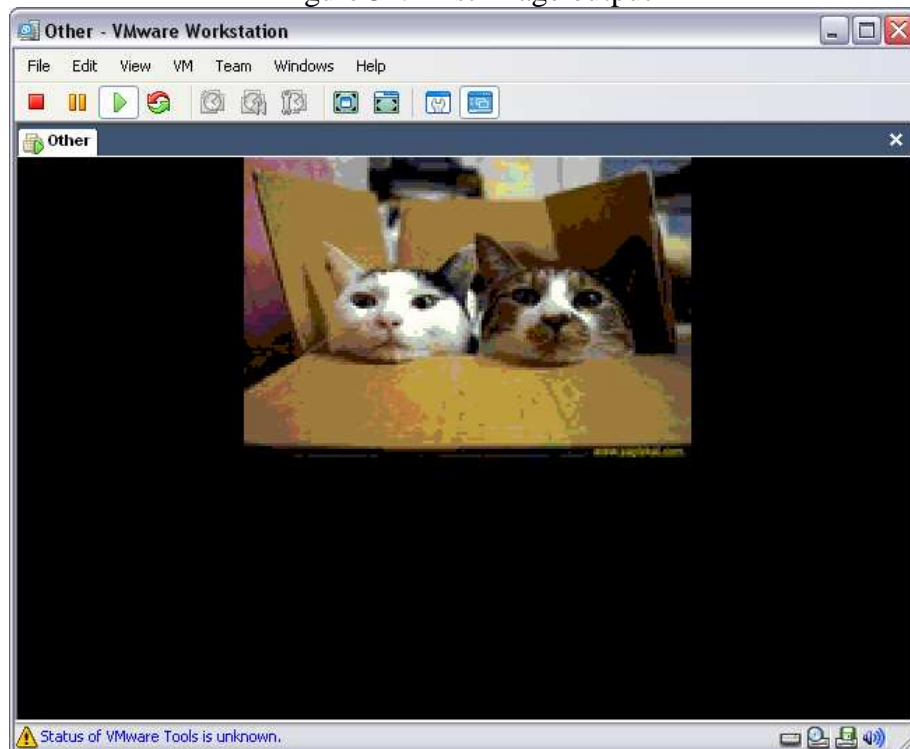 Other - VMware Workstation
File Edit View VM Team Windows Help
Other
Status of VMware Tools is unknown.